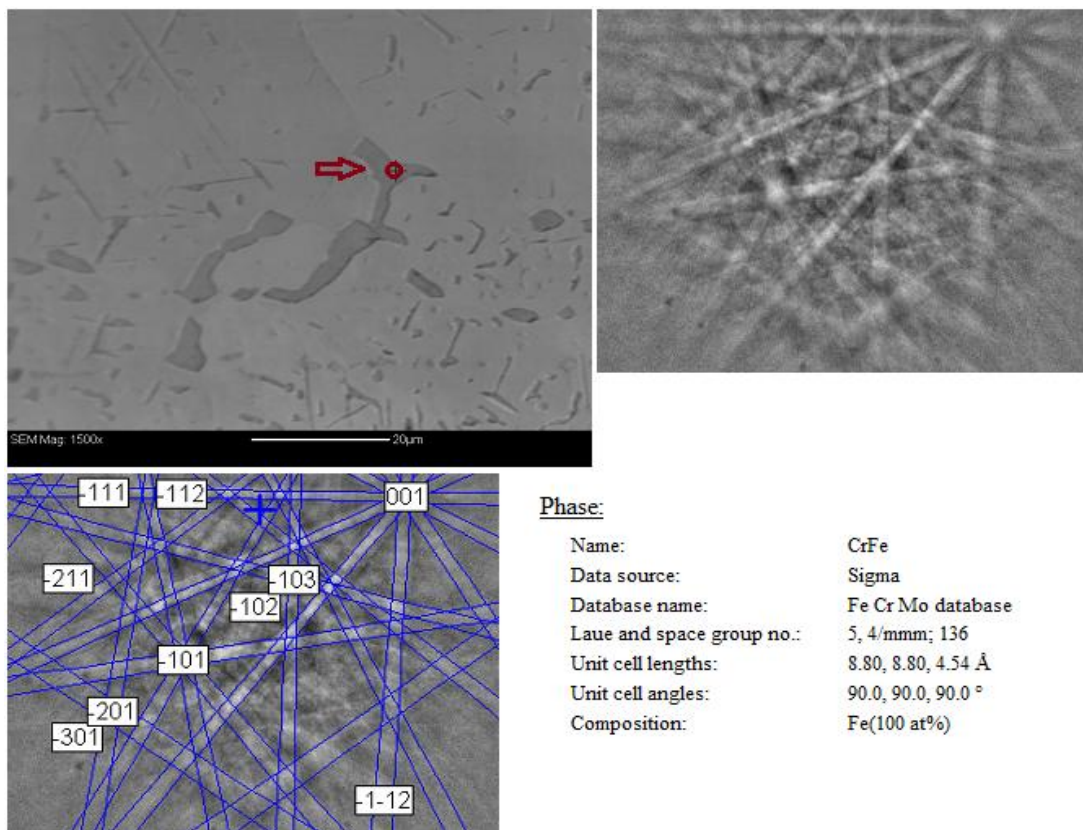 SEM Mag: 1500x 20µm
-111 -112 001
-211 -103
-102
-101
-201
-301
-1-12
Phase:
Name: CrFe
Data source: Sigma
Database name: Fe Cr Mo database
Laue and space group no.: 5, 4/mmm; 136
Unit cell lengths: 8.80, 8.80, 4.54 Å
Unit cell angles: 90.0, 90.0, 90.0 °
Composition: Fe(100 at%)